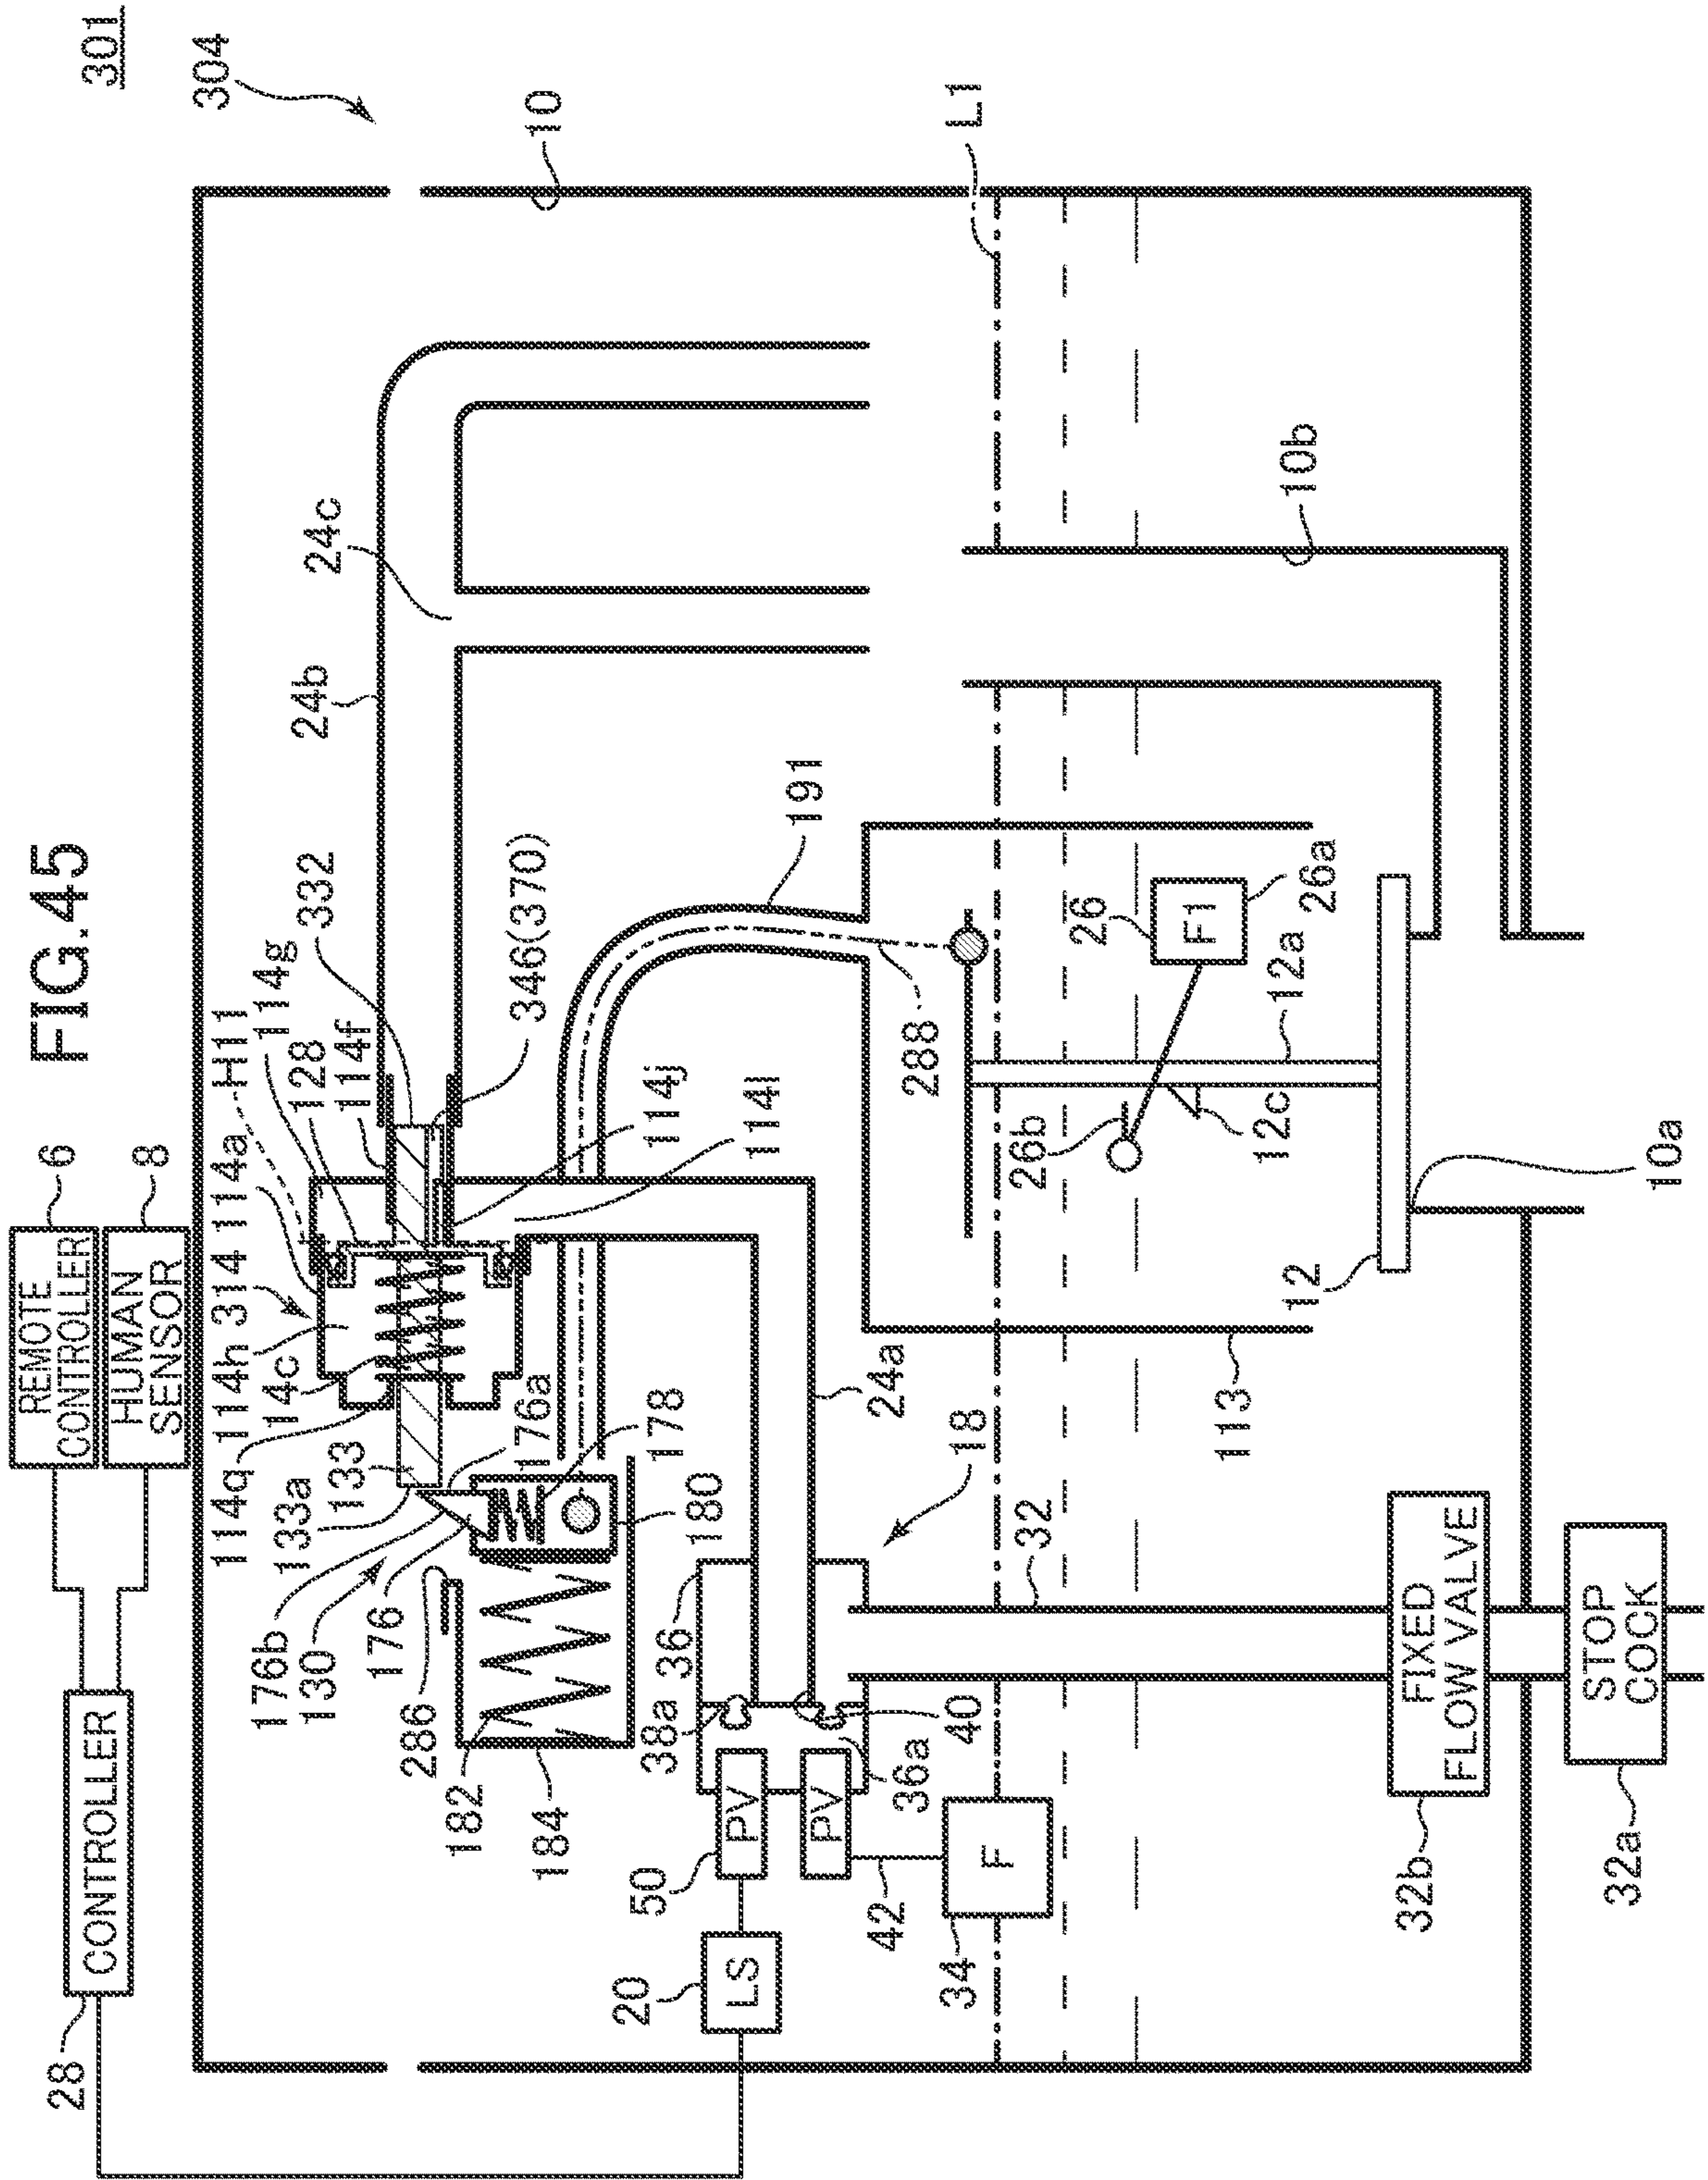 FIG.45
301
304
REMOTE
CONTROLLER
6
HUMAN
SENSOR
8
CONTROLLER
28
H11
114a
114g
314
128
332
114h
114f
114c
114q
133
133a
176a
176b
130
176
178
286
180
182
184
346(370)
114j
114i
24b
24c
24a
10
L1
191
288
10b
26
F1
26a
26b
12a
12c
12
10a
113
18
36
38a
40
36a
32
PV
50
PV
42
LS
20
F
34
FIXED
FLOW VALVE
32b
STOP
COCK
32a